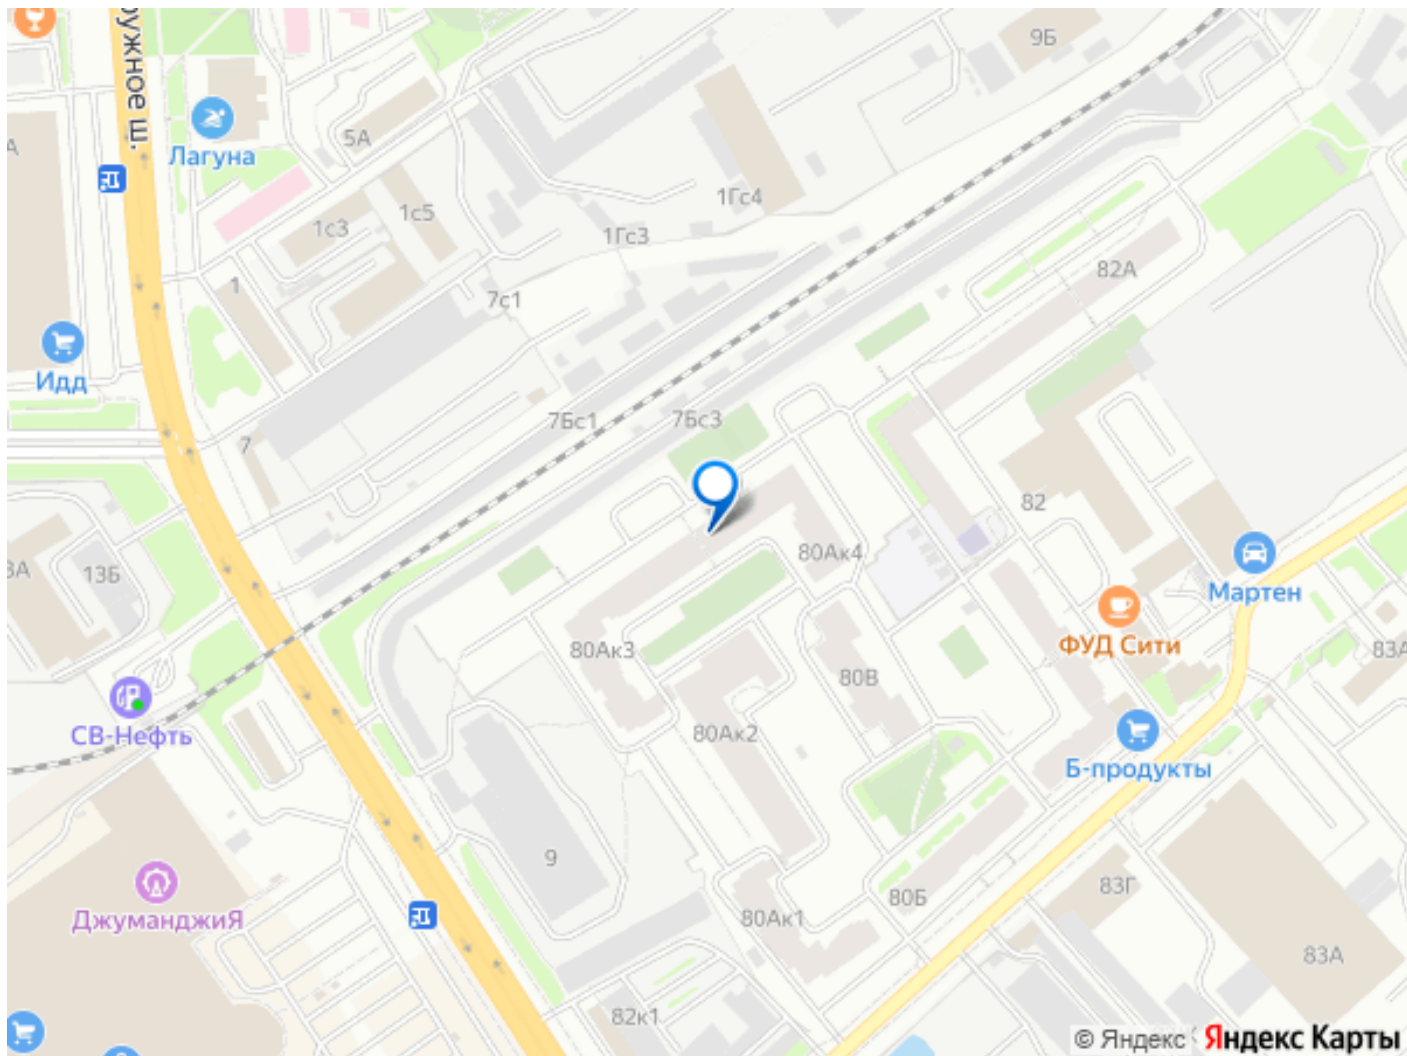 ружное ш.
9Б
Лагуна
5А
А
1с3
1с5
1Гс4
1Гс3
82А
1
7с1
Идд
7
7Бс1
7Бс3
82
80Ак4
Мартен
3А
13Б
ФУД Сити
83А
80Ак3
80В
СВ-Нефть
80Ак2
Б-продукты
9
ДжуманджиЯ
80Ак1
80Б
83Г
83А
82к1
© Яндекс
Яндекс Карты